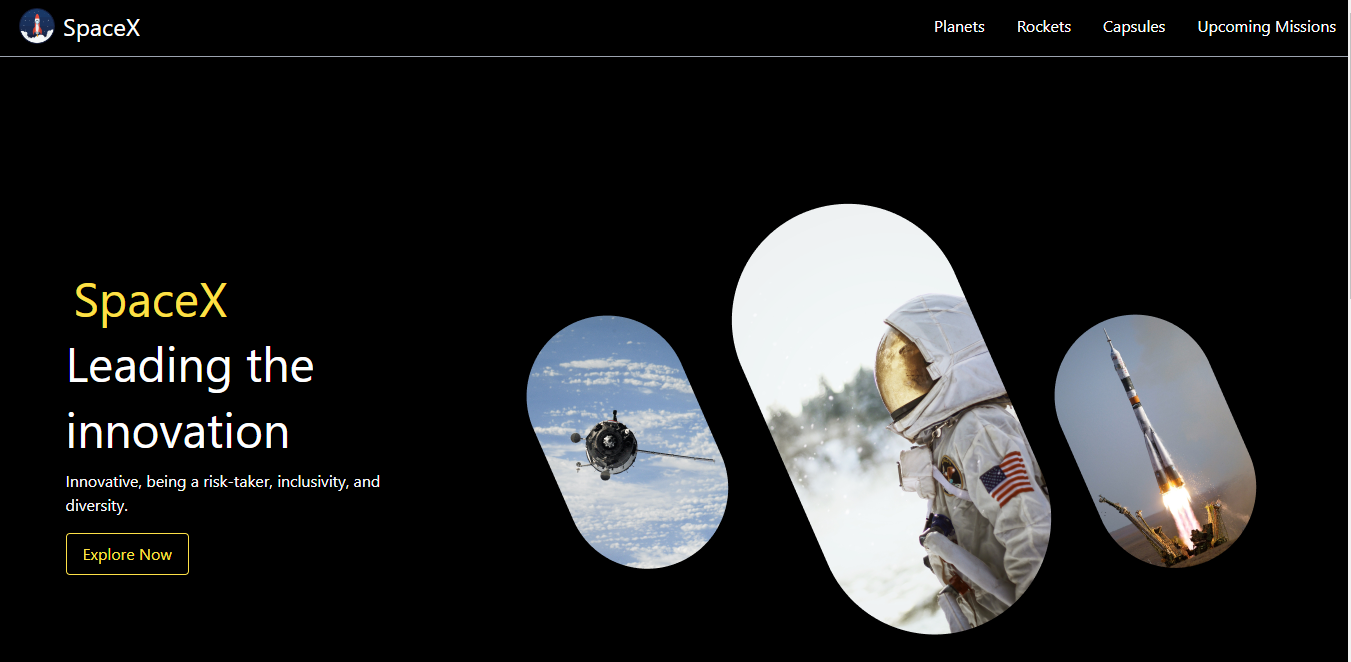 SpaceX
Planets
Rockets
Capsules
Upcoming Missions
SpaceX
Leading the
innovation
Innovative, being a risk-taker, inclusivity, and
diversity.
Explore Now